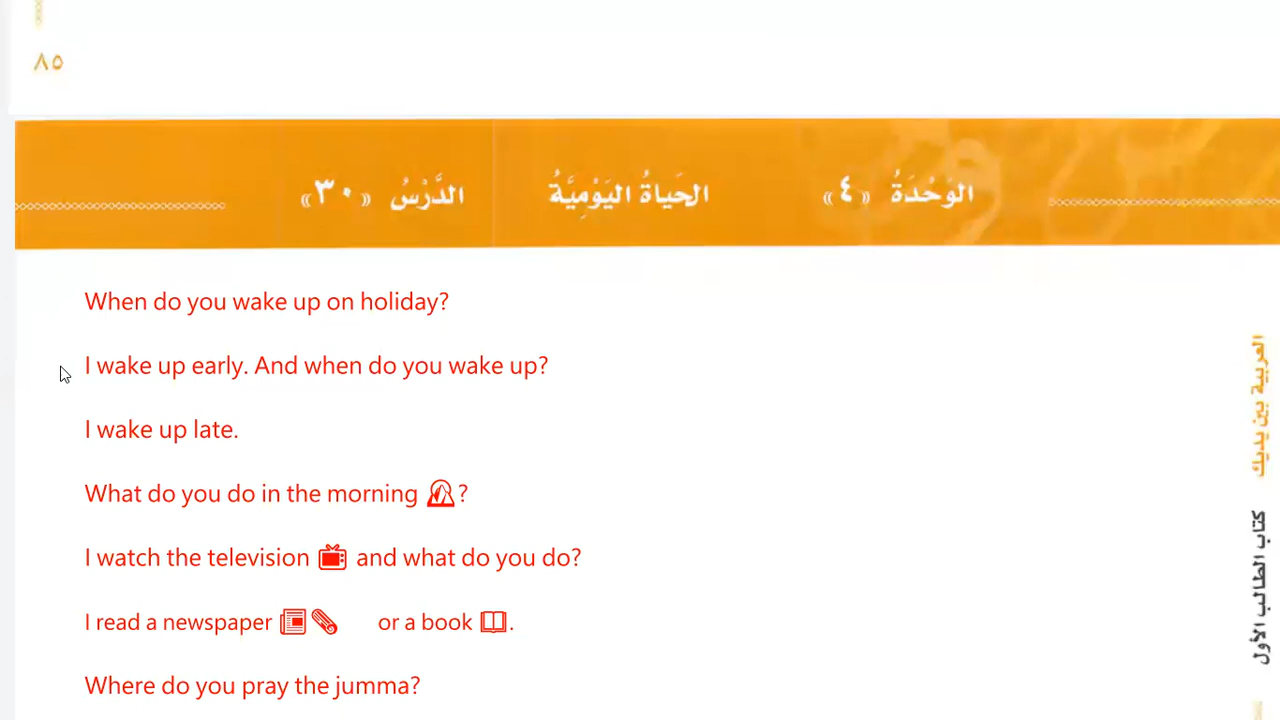 ٨٥
الوَحْدَةُ «٤» الحَياةُ اليَوْمِيَّةُ الدَّرْسُ «٣٠»
When do you wake up on holiday?
I wake up early. And when do you wake up?
I wake up late.
What do you do in the morning ?
I watch the television and what do you do?
I read a newspaper or a book .
Where do you pray the jumma?
العربية بين يديك كتاب الطالب الأول